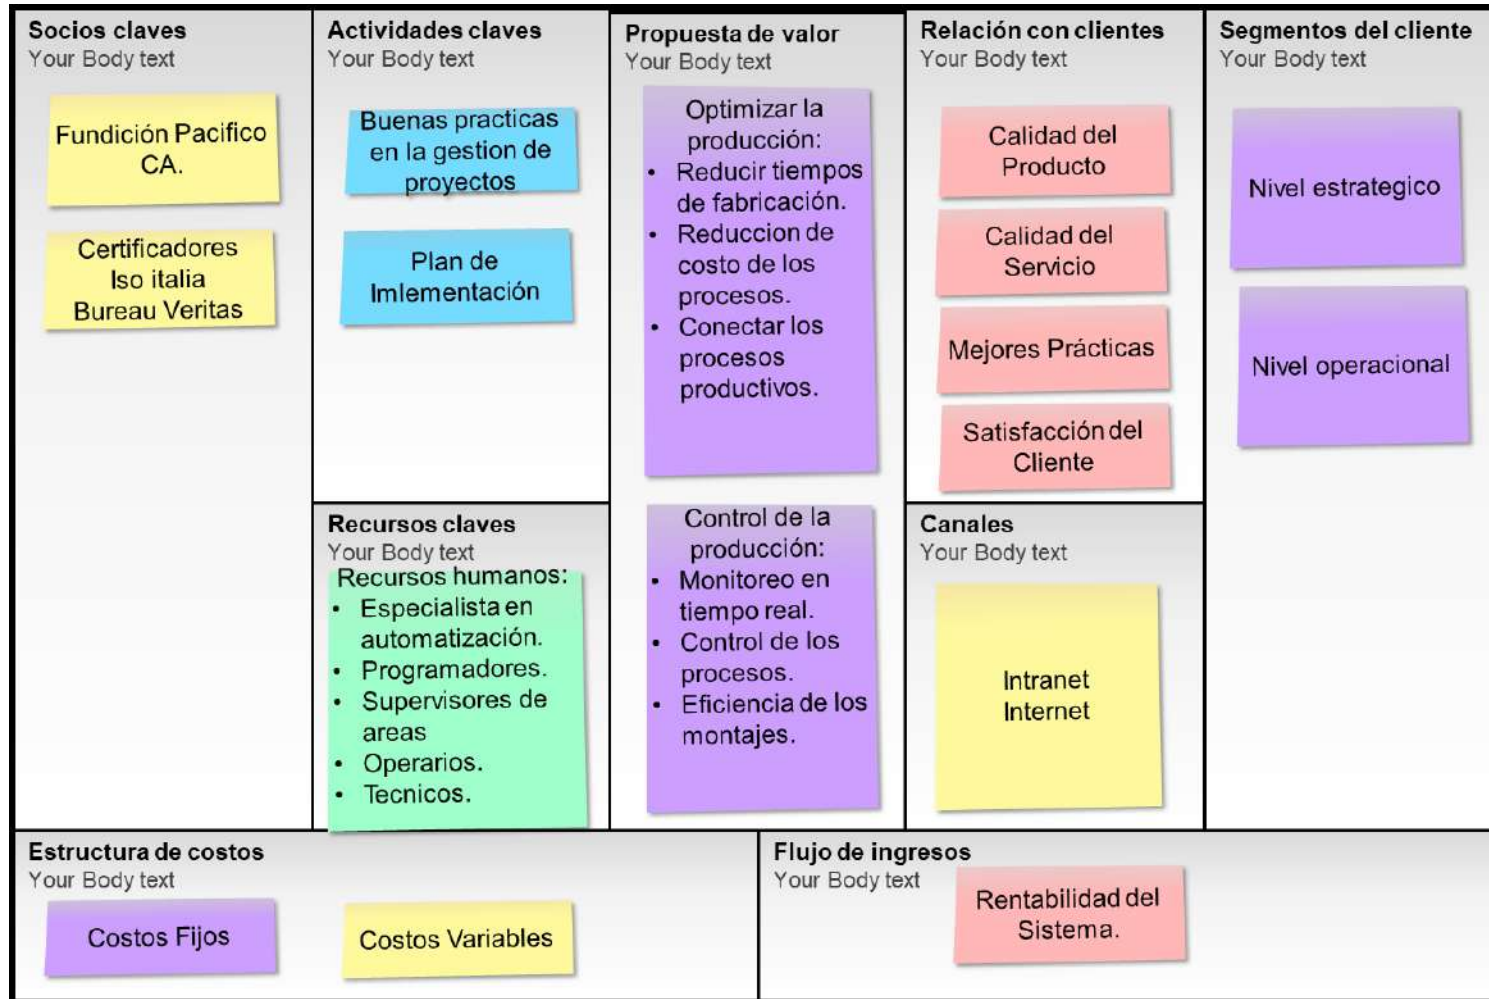 Socios claves
Your Body text
Fundición Pacifico
CA.
Certificadores
Iso italia
Bureau Veritas
Actividades claves
Your Body text
Buenas practicas
en la gestion de
proyectos
Plan de
Imlementación
Recursos claves
Your Body text
Recursos humanos:
• Especialista en
automatización.
• Programadores.
• Supervisores de
areas
• Operarios.
• Tecnicos.
Propuesta de valor
Your Body text
Optimizar la
producción:
• Reducir tiempos
de fabricación.
• Reduccion de
costo de los
procesos.
• Conectar los
procesos
productivos.
Control de la
producción:
• Monitoreo en
tiempo real.
• Control de los
procesos.
• Eficiencia de los
montajes.
Relación con clientes
Your Body text
Calidad del
Producto
Calidad del
Servicio
Mejores Prácticas
Satisfacción del
Cliente
Canales
Your Body text
Intranet
Internet
Segmentos del cliente
Your Body text
Nivel estrategico
Nivel operacional
Estructura de costos
Your Body text
Costos Fijos
Costos Variables
Flujo de ingresos
Your Body text
Rentabilidad del
Sistema.